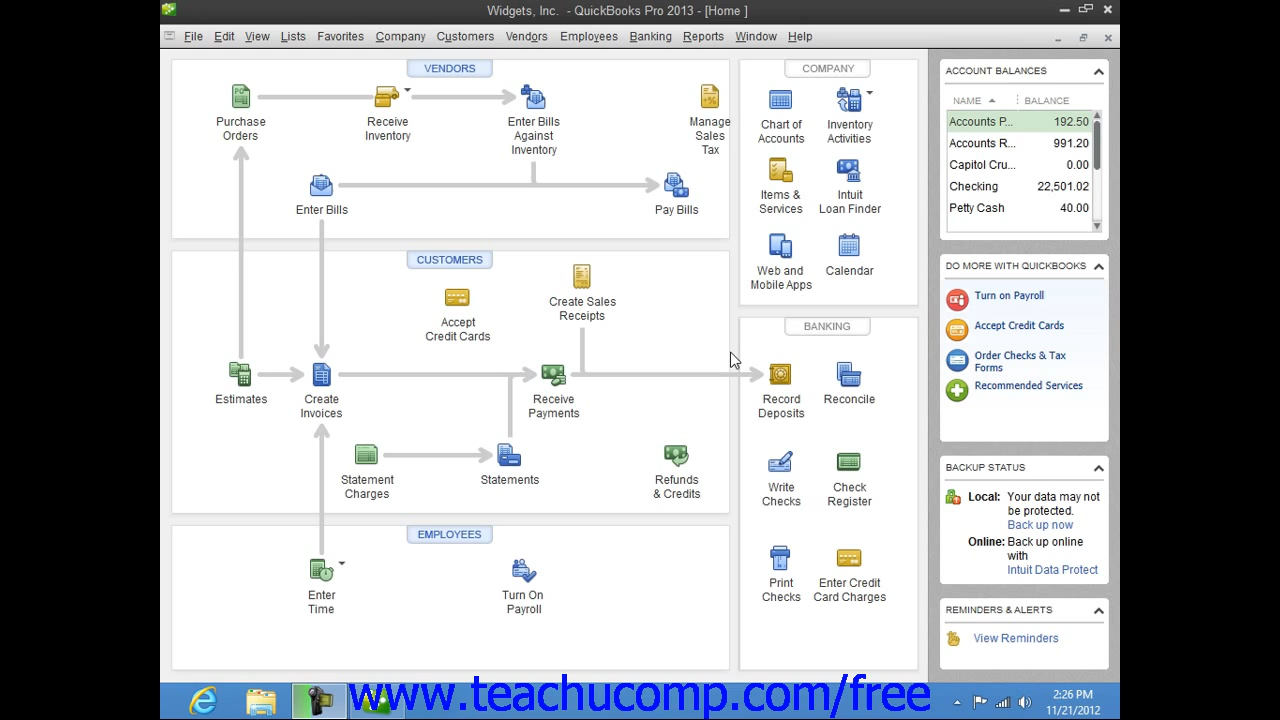 Widgets, Inc. - QuickBooks Pro 2013 - [Home ]
File Edit View Lists Favorites Company Customers Vendors Employees Banking Reports Window Help
VENDORS
Purchase
Orders
Receive
Inventory
Enter Bills
Against
Inventory
Manage
Sales
Tax
Enter Bills
Pay Bills
CUSTOMERS
Accept
Credit Cards
Create Sales
Receipts
Estimates
Create
Invoices
Receive
Payments
Statement
Charges
Statements
Refunds
& Credits
EMPLOYEES
Enter
Time
Turn On
Payroll
COMPANY
Chart of
Accounts
Inventory
Activities
Items &
Services
Intuit
Loan Finder
Web and
Mobile Apps
Calendar
BANKING
Record
Deposits
Reconcile
Write
Checks
Check
Register
Print
Checks
Enter Credit
Card Charges
ACCOUNT BALANCES
NAME BALANCE
Accounts P... 192.50
Accounts R... 991.20
Capitol Cru... 0.00
Checking 22,501.02
Petty Cash 40.00
DO MORE WITH QUICKBOOKS
Turn on Payroll
Accept Credit Cards
Order Checks & Tax
Forms
Recommended Services
BACKUP STATUS
Local: Your data may not
be protected.
Back up now
Online: Back up online
with
Intuit Data Protect
REMINDERS & ALERTS
View Reminders
www.teachucomp.com/free
2:26 PM
11/21/2012